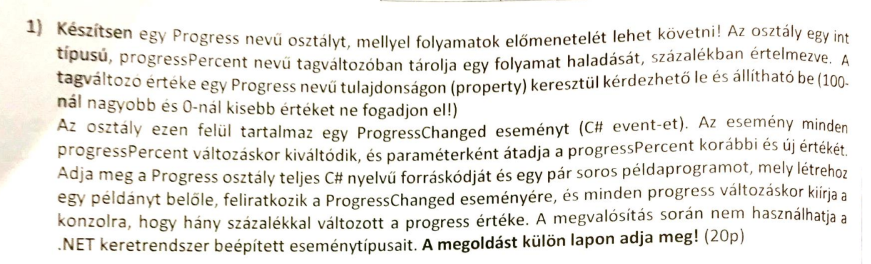 1) Készítsen egy Progress nevű osztályt, mellyel folyamatok előmenetelét lehet követni! Az osztály egy int
típusú, progressPercent nevű tagváltozóban tárolja egy folyamat haladását, százalékban értelmezve. A
tagváltozo értéke egy Progress nevű tulajdonságon (property) keresztül kérdezhető le és állítható be (100-
nál nagyobb és 0-nál kisebb értéket ne fogadjon el!)
Az osztály ezen felül tartalmaz egy ProgressChanged eseményt (C# event-et). Az esemény minden
progressPercent változáskor kiváltódik, és paraméterként átadja a progressPercent korábbi és új értékét.
Adja meg a Progress osztály teljes C# nyelvű forráskódját és egy pár soros példaprogramot, mely létrehoz
egy példányt belőle, feliratkozik a ProgressChanged eseményére, és minden progress változáskor kiírja a
konzolra, hogy hány százalékkal változott a progress értéke. A megvalósítás során nem használhatja a
.NET keretrendszer beépített eseménytípusait. A megoldást külön lapon adja meg! (20p)